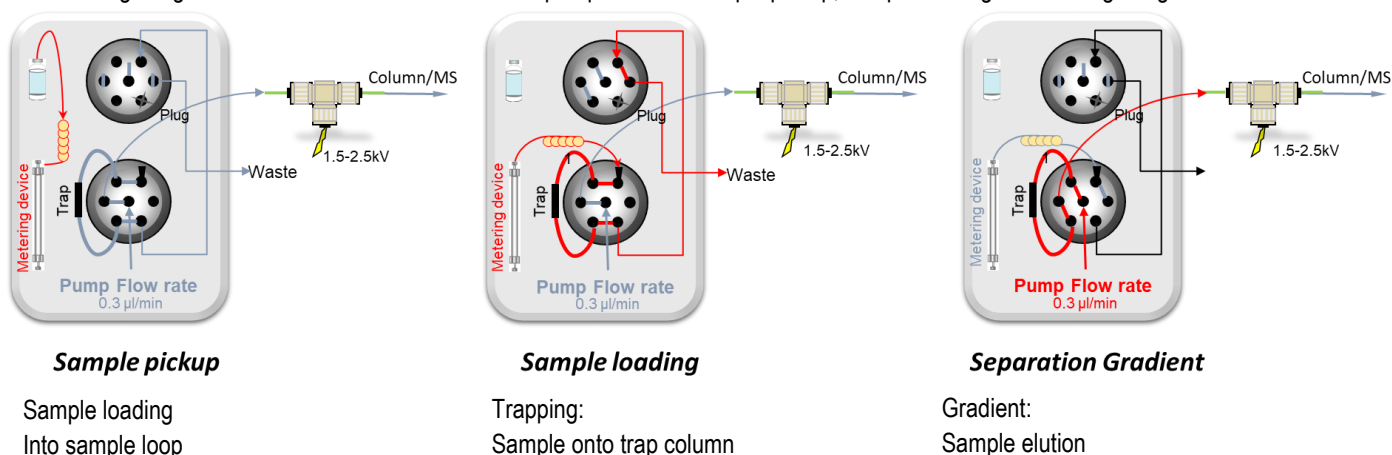 Column/MS
Plug
1.5-2.5kV
Waste
Trap
Metering device
Pump Flow rate
0.3 µl/min
Sample pickup
Sample loading
Into sample loop
Column/MS
Plug
1.5-2.5kV
Waste
1
Trap
Metering device
Pump Flow rate
0.3 µl/min
Sample loading
Trapping:
Sample onto trap column
Column/MS
Plug
1.5-2.5kV
1
Trap
Metering device
Pump Flow rate
0.3 µl/min
Separation Gradient
Gradient:
Sample elution